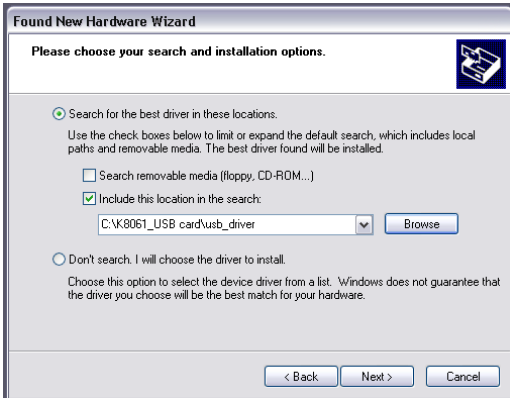 Found New Hardware Wizard
Please choose your search and installation options.
Search for the best driver in these locations.
Use the check boxes below to limit or expand the default search, which includes local
paths and removable media. The best driver found will be installed.
Search removable media (floppy, CD-ROM...)
Include this location in the search:
C:\K8061_USB card\usb_driver
Browse
Don't search. I will choose the driver to install.
Choose this option to select the device driver from a list. Windows does not guarantee that
the driver you choose will be the best match for your hardware.
< Back Next > Cancel